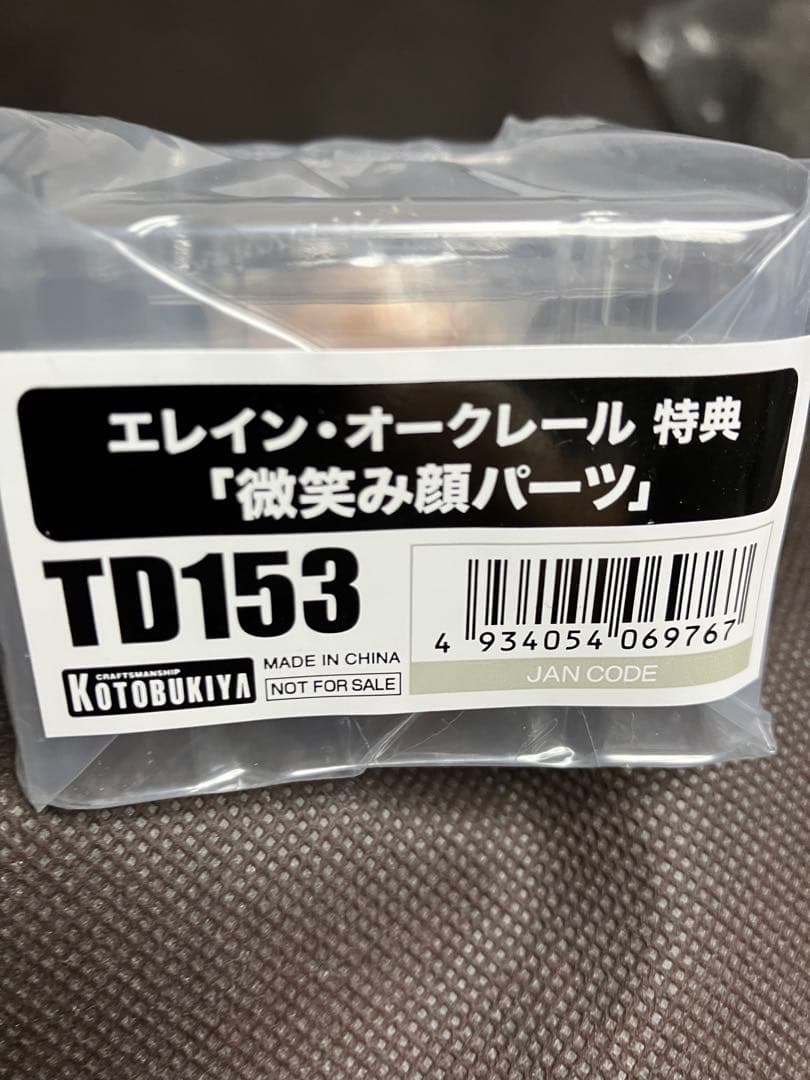 エレイン・オークレール 特典
「微笑み顔パーツ」
TD153
CRAFTSMANSHIP
KOTOBUKIYA
MADE IN CHINA
NOT FOR SALE
4 934054 069767
JAN CODE